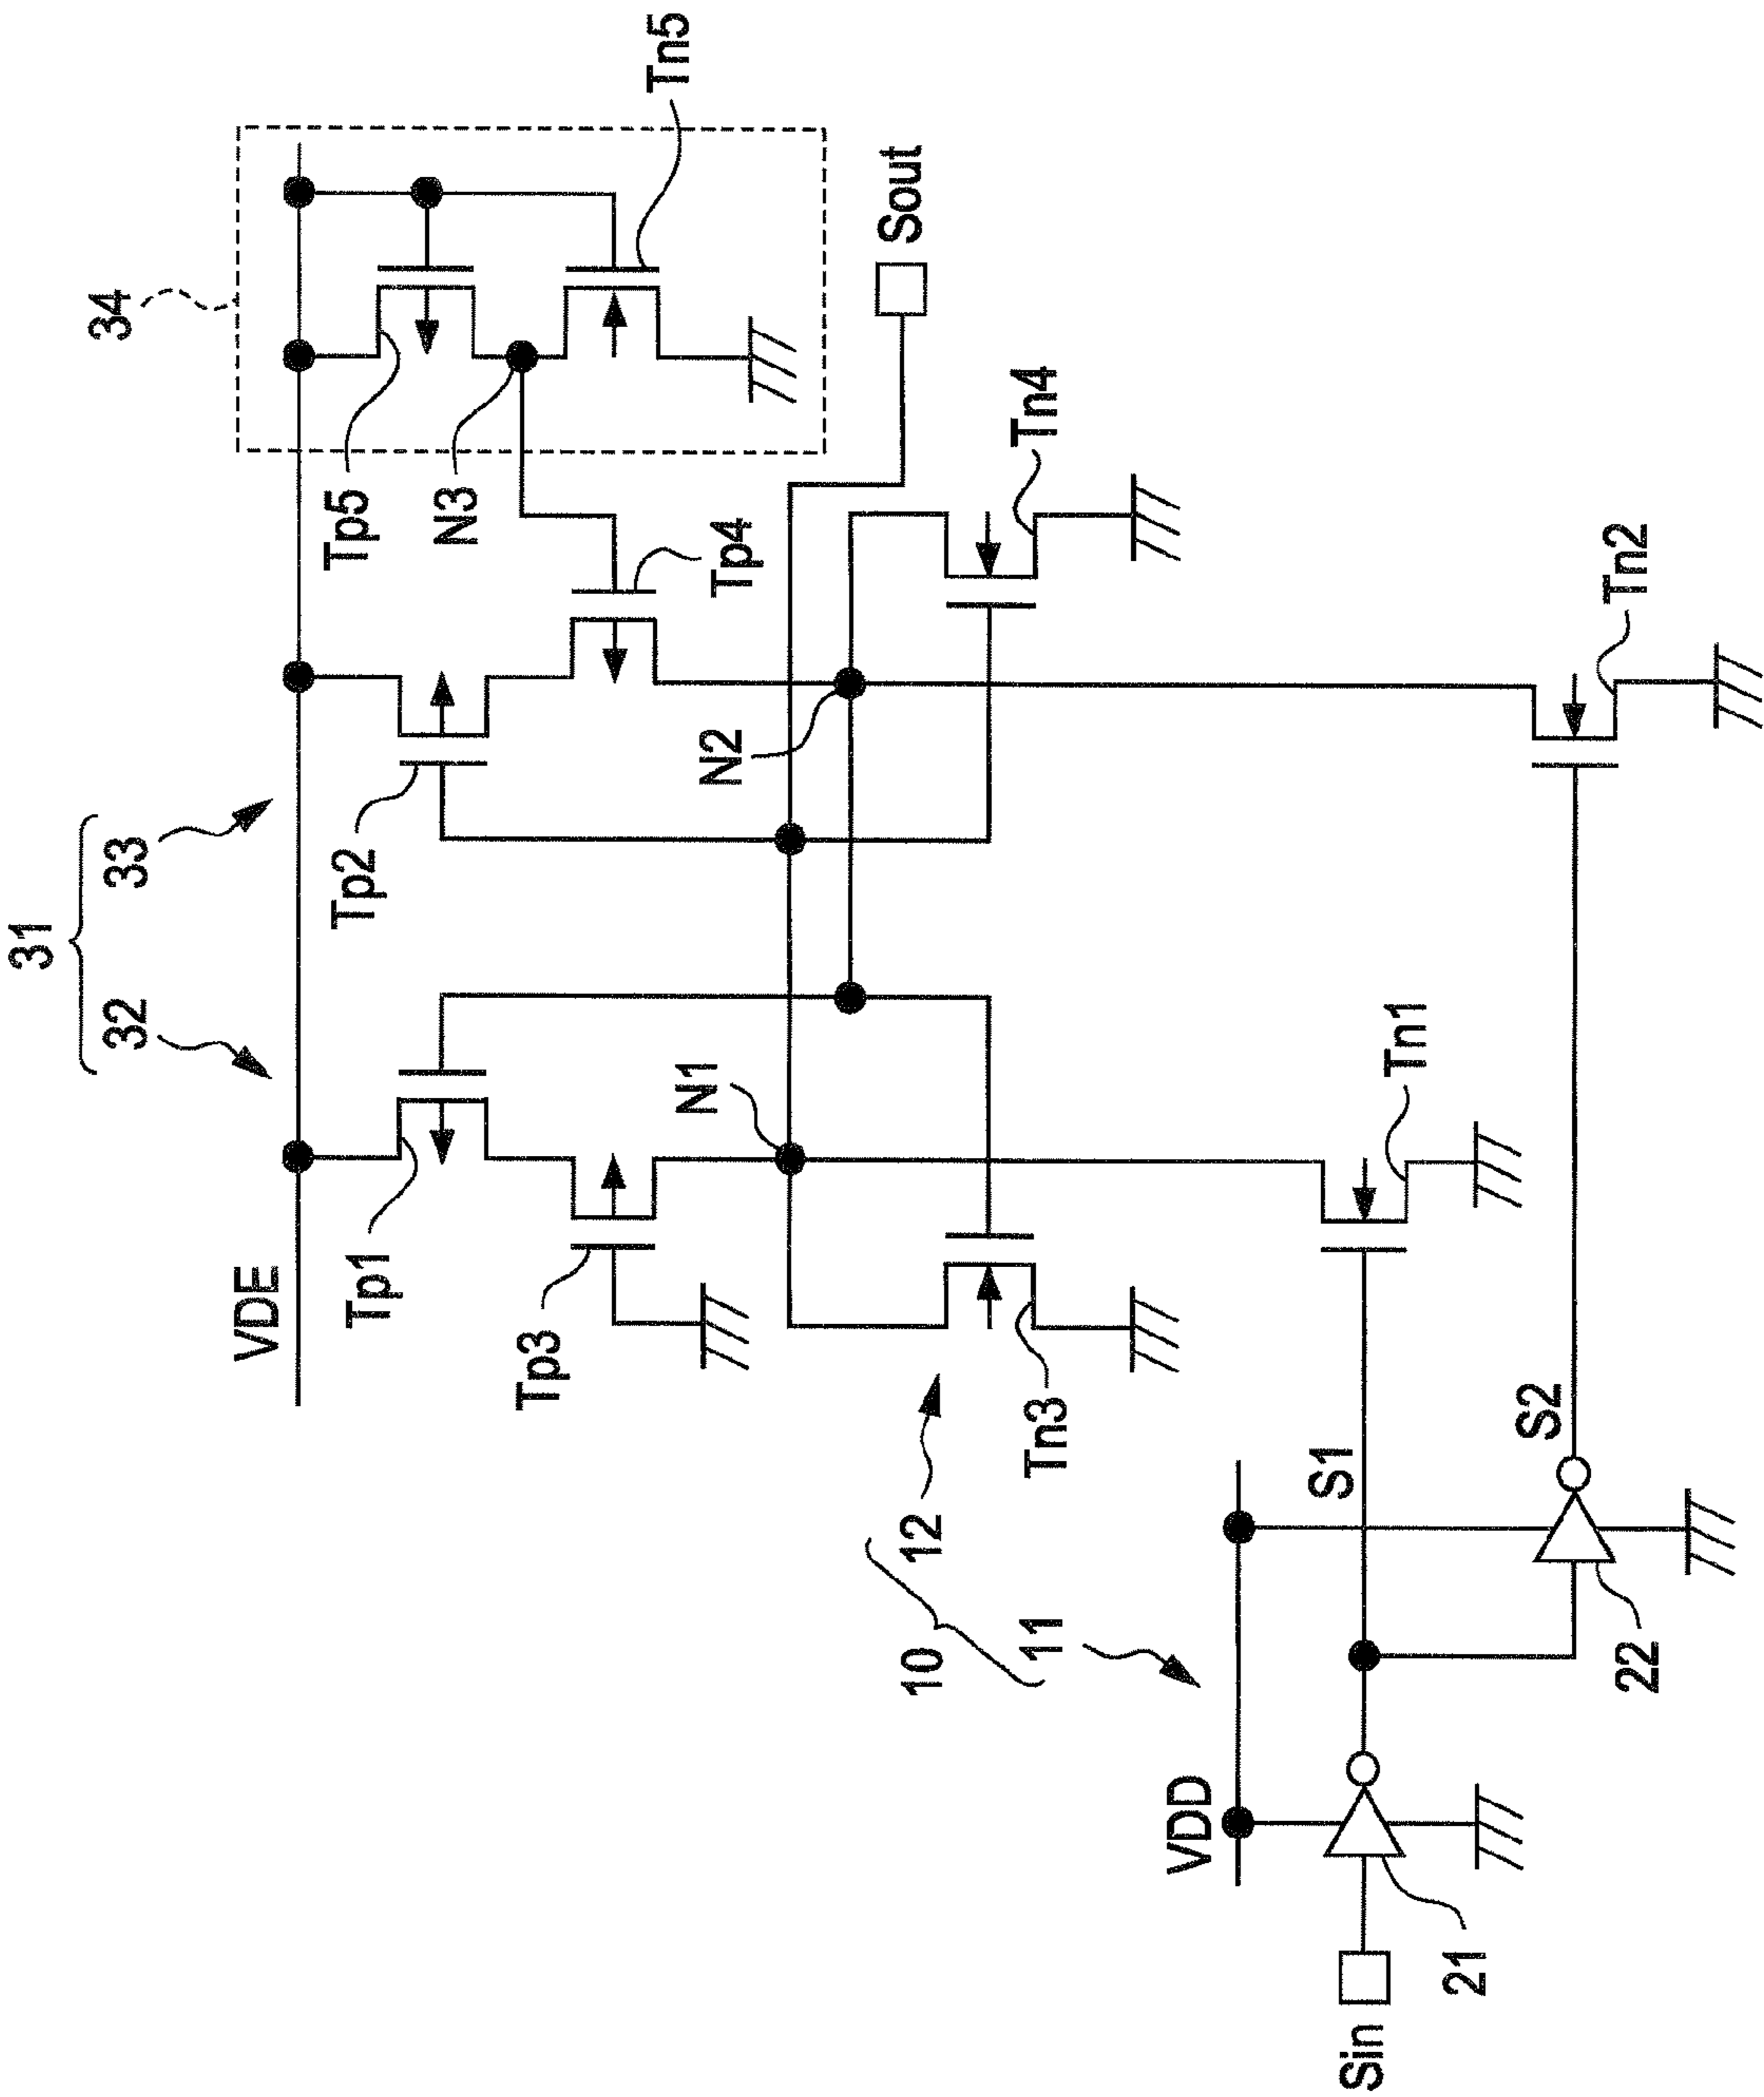 31
32
33
34
VDE
Tp1
Tp2
Tp5
Tn5
Tp3
N3
Tp4
N1
N2
Sout
10
12
11
Tn3
Tn4
VDD
S1
Tn1
S2
Tn2
Sin
21
22